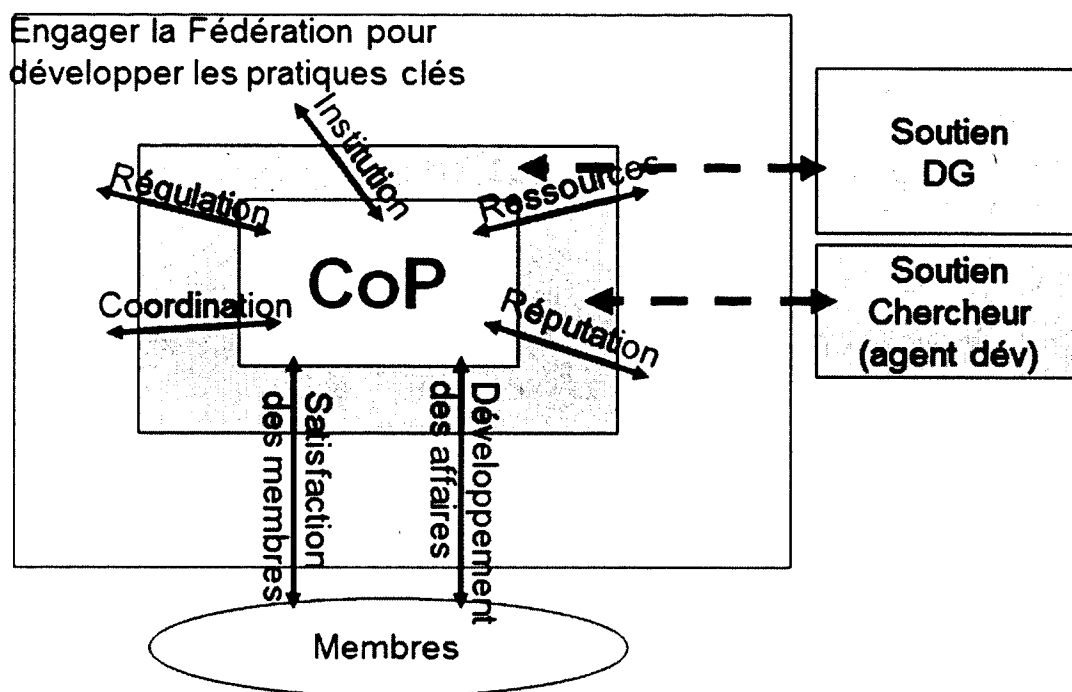 Engager la Fédération pour
développer les pratiques clés
Institution
Régulation
Ressources
Soutien
DG
CoP
Coordination
Réputation
Soutien
Chercheur
(agent dév)
Satisfaction
des membres
Développement
des affaires
Membres